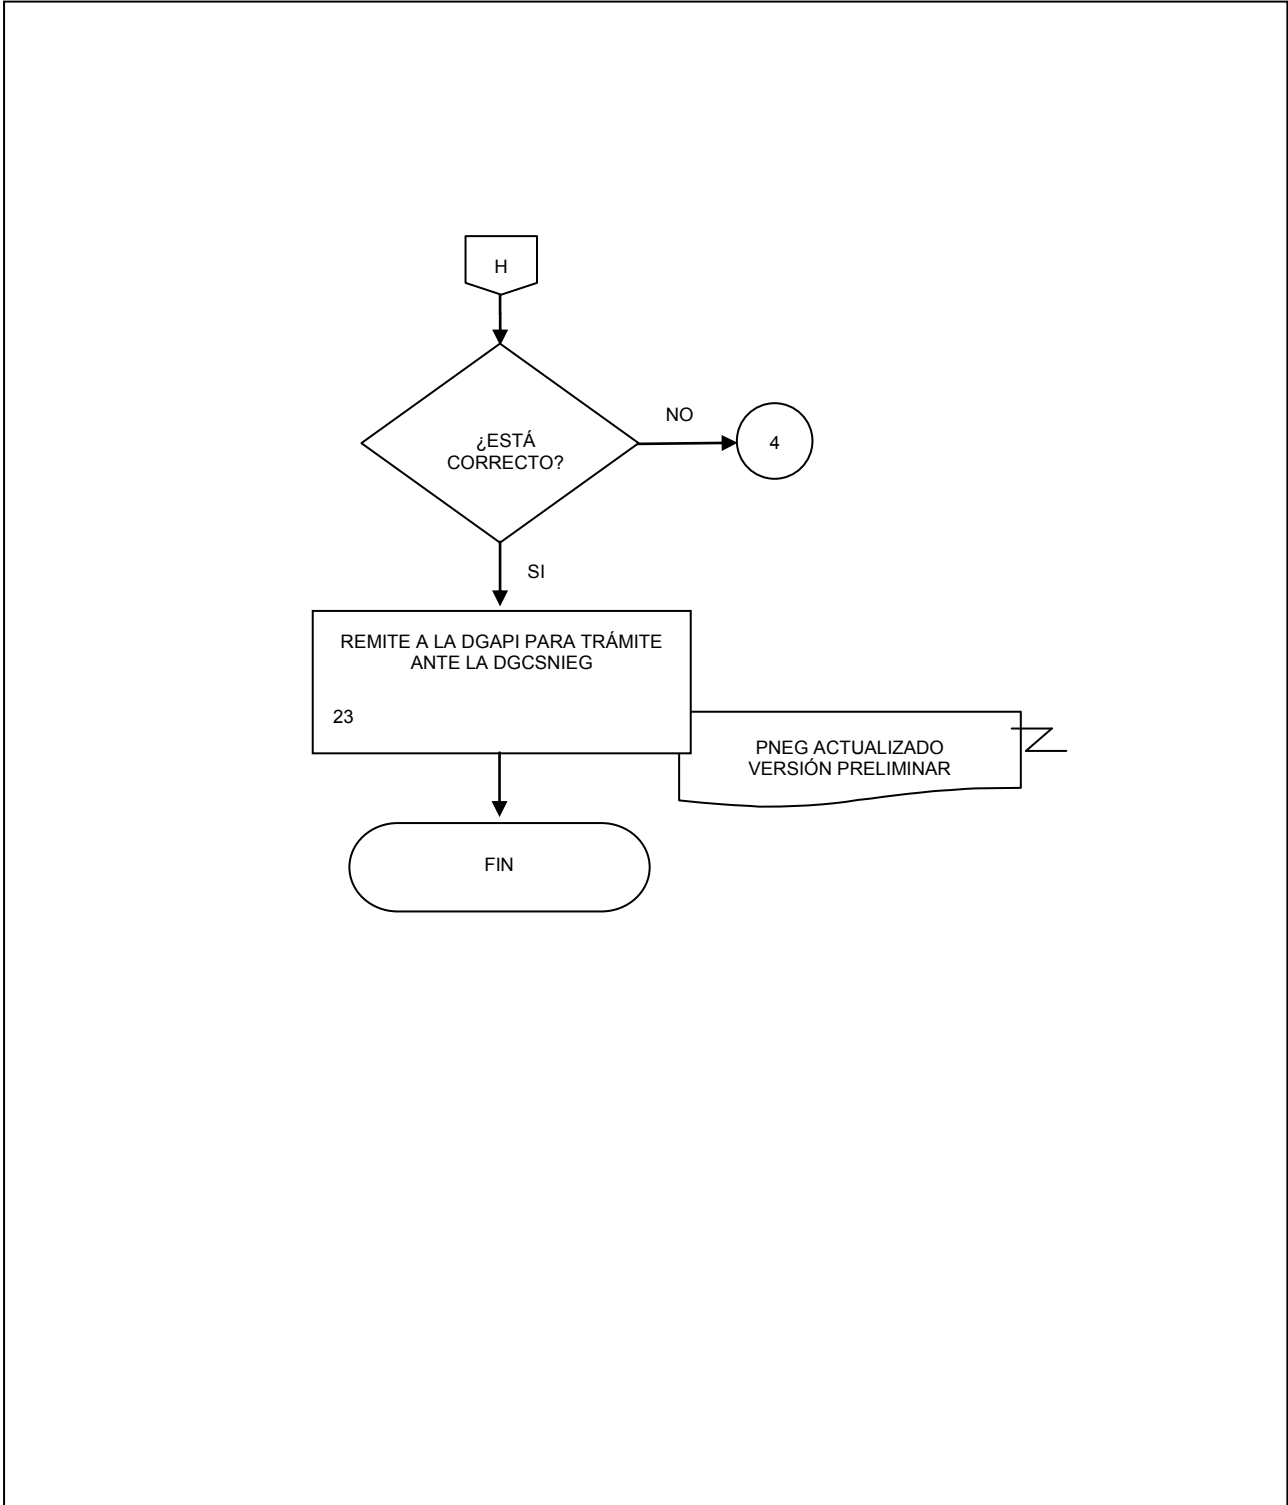 H
¿ESTÁ
CORRECTO?
NO
4
SI
REMITE A LA DGAPI PARA TRÁMITE
ANTE LA DGCSNIEG
23
PNEG ACTUALIZADO
VERSIÓN PRELIMINAR
FIN